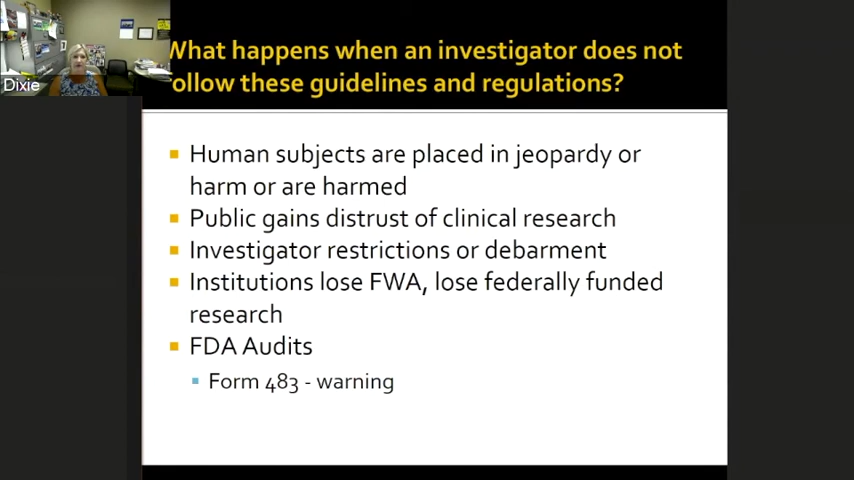 Dixie
What happens when an investigator does not
ollow these guidelines and regulations?
Human subjects are placed in jeopardy or
harm or are harmed
Public gains distrust of clinical research
Investigator restrictions or debarment
Institutions lose FWA, lose federally funded
research
FDA Audits
Form 483 - warning